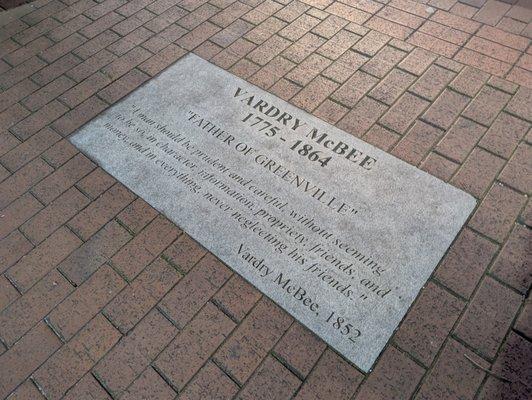 VARDRY McBEE
1775 - 1864
"FATHER OF GREENVILLE"
"A man should be prudent and careful, without seeming
to be so, in character, information, propriety, friends, and
money, and in everything, never neglecting his friends."
Vardry McBee, 1852